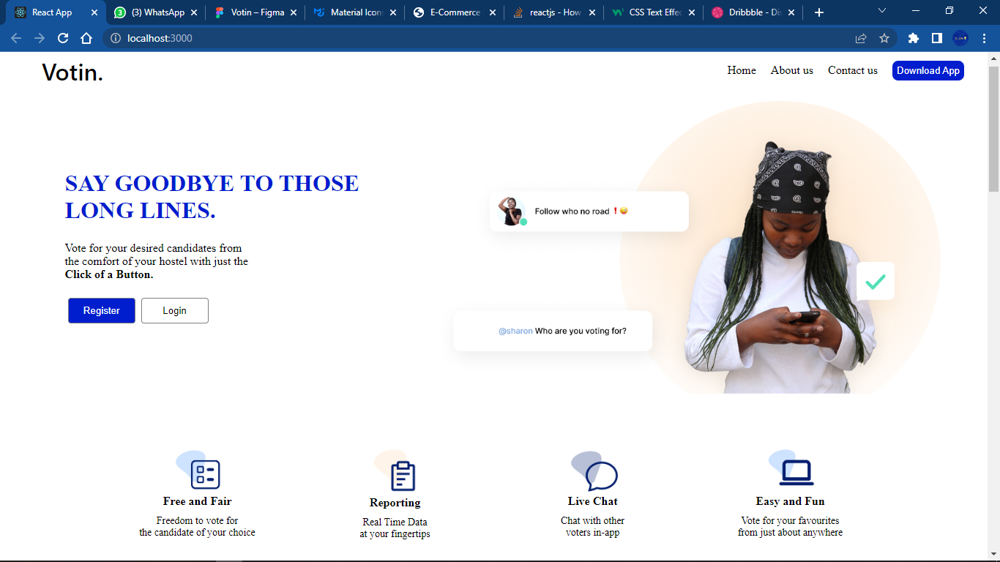 React App
(3) WhatsApp
Votin – Figma
Material Icon
E-Commerce
reactjs - How
CSS Text Effec
Dribbble - Dis
localhost:3000
Votin.
Home About us Contact us Download App
SAY GOODBYE TO THOSE
LONG LINES.
Follow who no road ❗😄
Vote for your desired candidates from
the comfort of your hostel with just the
Click of a Button.
Register Login
@sharon Who are you voting for?
Free and Fair
Freedom to vote for
the candidate of your choice
Reporting
Real Time Data
at your fingertips
Live Chat
Chat with other
voters in-app
Easy and Fun
Vote for your favourites
from just about anywhere